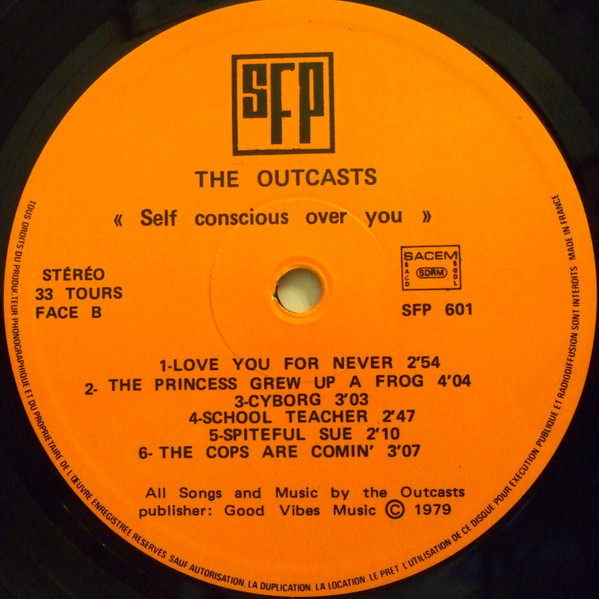 SFP
THE OUTCASTS
« Self conscious over you »
STÉRÉO
33 TOURS
FACE B
SACEM
SACD
SDRM
SGDL
SFP 601
1-LOVE YOU FOR NEVER 2'54
2- THE PRINCESS GREW UP A FROG 4'04
3-CYBORG 3'03
4-SCHOOL TEACHER 2'47
5-SPITEFUL SUE 2'10
6- THE COPS ARE COMIN' 3'07
All Songs and Music by the Outcasts
publisher: Good Vibes Music © 1979
TOUS DROITS DU PRODUKTEUR PHONOGRAPHIQUE ET DU PROPRIETAIRE DE L'ŒUVRE ENREGISTREE RESERVES SAUF AUTORISATION, LA DUPLICATION, LA LOCATION, LE PRET, L'UTILISATION DE CE DISQUE POUR EXECUTION PUBLIQUE ET RADIODIFFUSION SONT INTERDITS MADE IN FRANCE